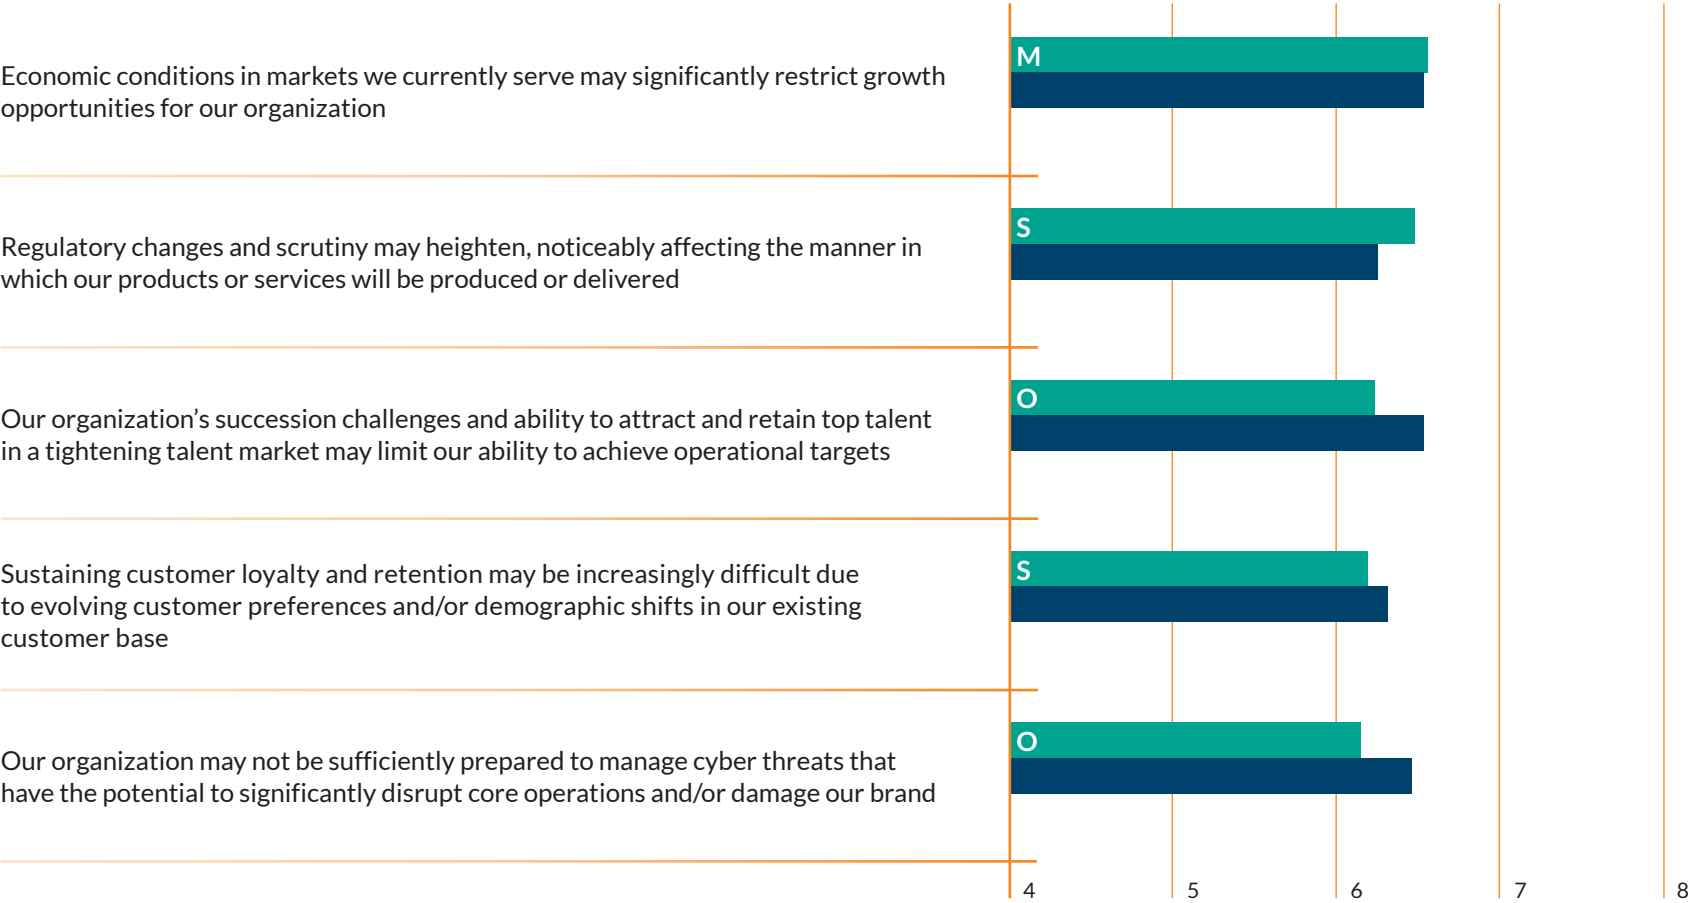 M
Economic conditions in markets we currently serve may significantly restrict growth
opportunities for our organization
S
Regulatory changes and scrutiny may heighten, noticeably affecting the manner in
which our products or services will be produced or delivered
O
Our organization’s succession challenges and ability to attract and retain top talent
in a tightening talent market may limit our ability to achieve operational targets
S
Sustaining customer loyalty and retention may be increasingly difficult due
to evolving customer preferences and/or demographic shifts in our existing
customer base
O
Our organization may not be sufficiently prepared to manage cyber threats that
have the potential to significantly disrupt core operations and/or damage our brand
4 5 6 7 8